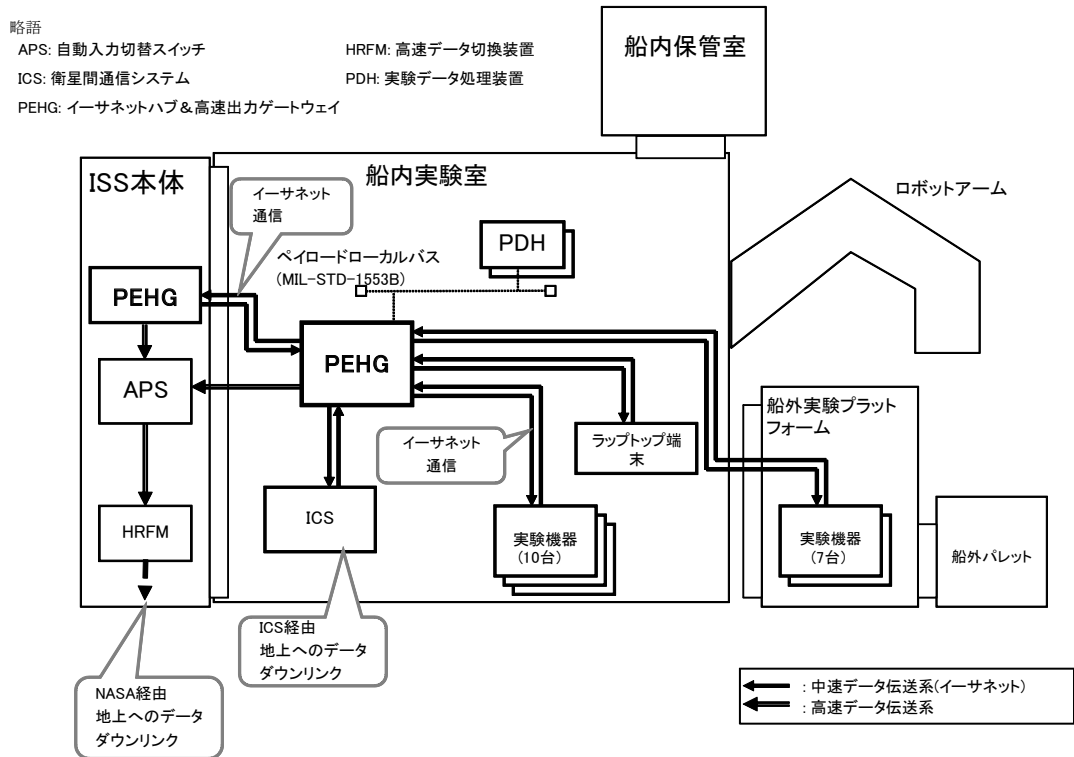 略語
APS: 自動入力切替スイッチ
HRFM: 高速データ切換装置
ICS: 衛星間通信システム
PDH: 実験データ処理装置
PEHG: イーサネットハブ＆高速出力ゲートウェイ
船内保管室
ISS本体
船内実験室
ロボットアーム
イーサネット
通信
ペイロードローカルバス
(MIL-STD-1553B)
PDH
PEHG
PEHG
APS
船外実験プラット
フォーム
イーサネット
通信
ラップトップ端
末
ICS
HRFM
実験機器
(10台)
実験機器
(7台)
船外パレット
ICS経由
地上へのデータ
ダウンリンク
NASA経由
地上へのデータ
ダウンリンク
：中速データ伝送系(イーサネット)
：高速データ伝送系